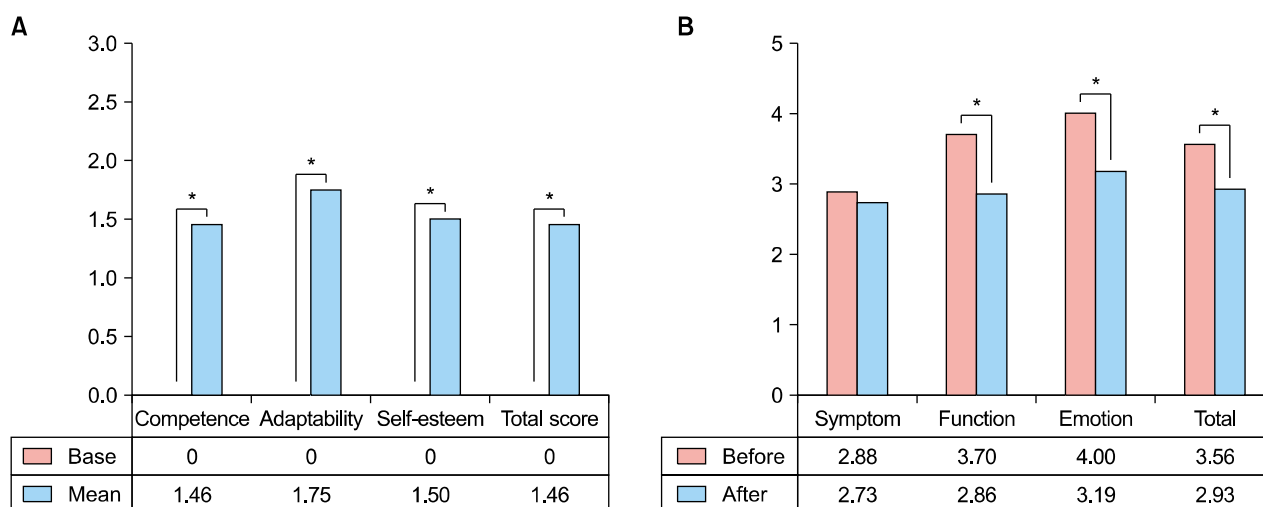 A
3.0
2.5
2.0
1.5
1.0
0.5
0.0
*
*
*
*
Competence Adaptability Self-esteem Total score
Base 0 0 0 0
Mean 1.46 1.75 1.50 1.46
B
5
4
3
2
1
0
*
*
*
Symptom Function Emotion Total
Before 2.88 3.70 4.00 3.56
After 2.73 2.86 3.19 2.93